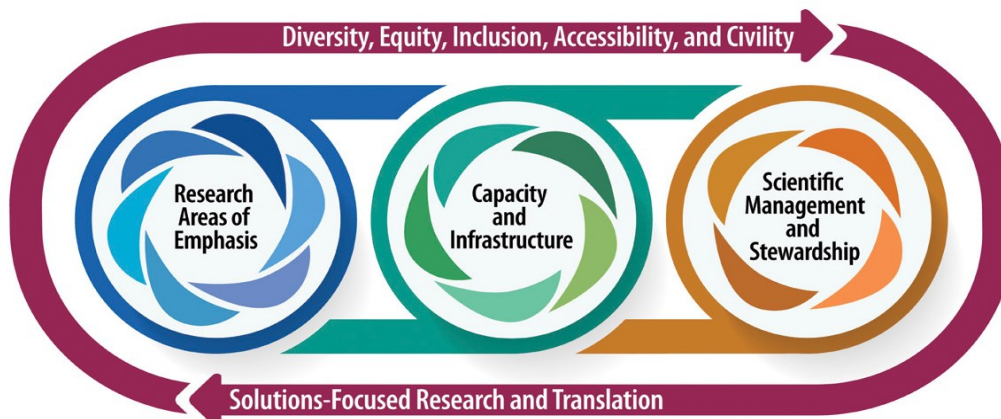 Diversity, Equity, Inclusion, Accessibility, and Civility
Research
Areas of
Emphasis
Capacity
and
Infrastructure
Scientific
Management
and
Stewardship
Solutions-Focused Research and Translation